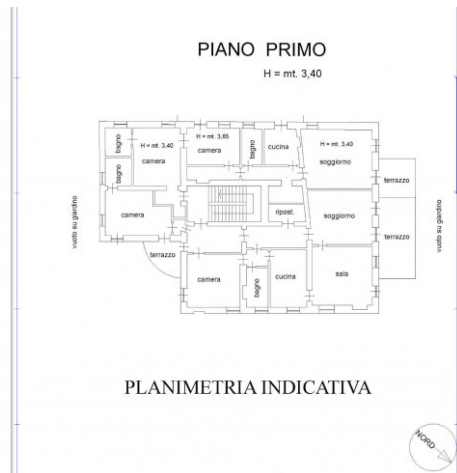 PIANO PRIMO
H = mt. 3,40
bagno
H = mt. 3,40
camera
H = mt. 3,65
camera
bagno
cucina
H = mt. 3,40
soggiorno
bagno
terrazzo
camera
ripost.
soggiorno
vuoto su giardino
vuoto su giardino
terrazzo
terrazzo
camera
bagno
cucina
sala
PLANIMETRIA INDICATIVA
NORD